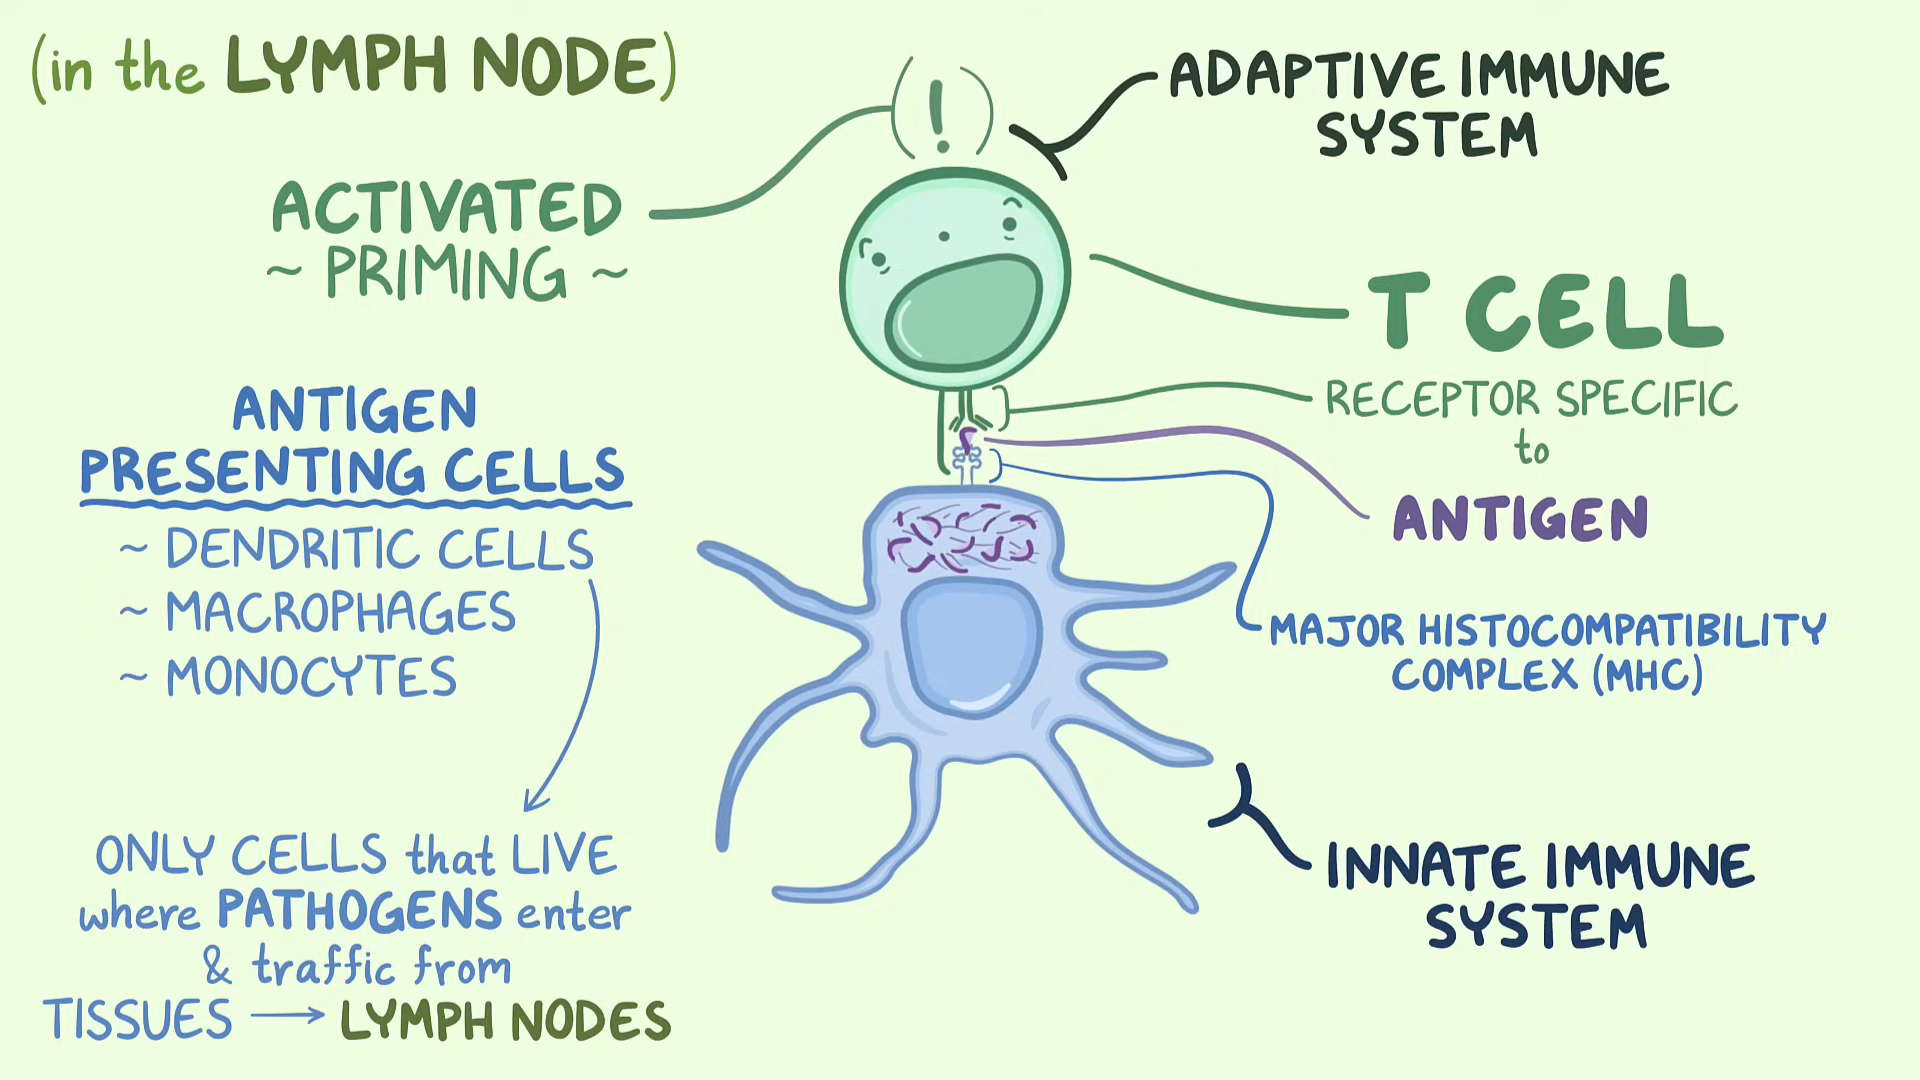 (in the LYMPH NODE)
ACTIVATED
~ PRIMING ~
!
ADAPTIVE IMMUNE
SYSTEM
T CELL
RECEPTOR SPECIFIC
to
ANTIGEN
MAJOR HISTOCOMPATIBILITY
COMPLEX (MHC)
ANTIGEN
PRESENTING CELLS
~ DENDRITIC CELLS
~ MACROPHAGES
~ MONOCYTES
ONLY CELLS that LIVE
where PATHOGENS enter
& traffic from
TISSUES → LYMPH NODES
INNATE IMMUNE
SYSTEM